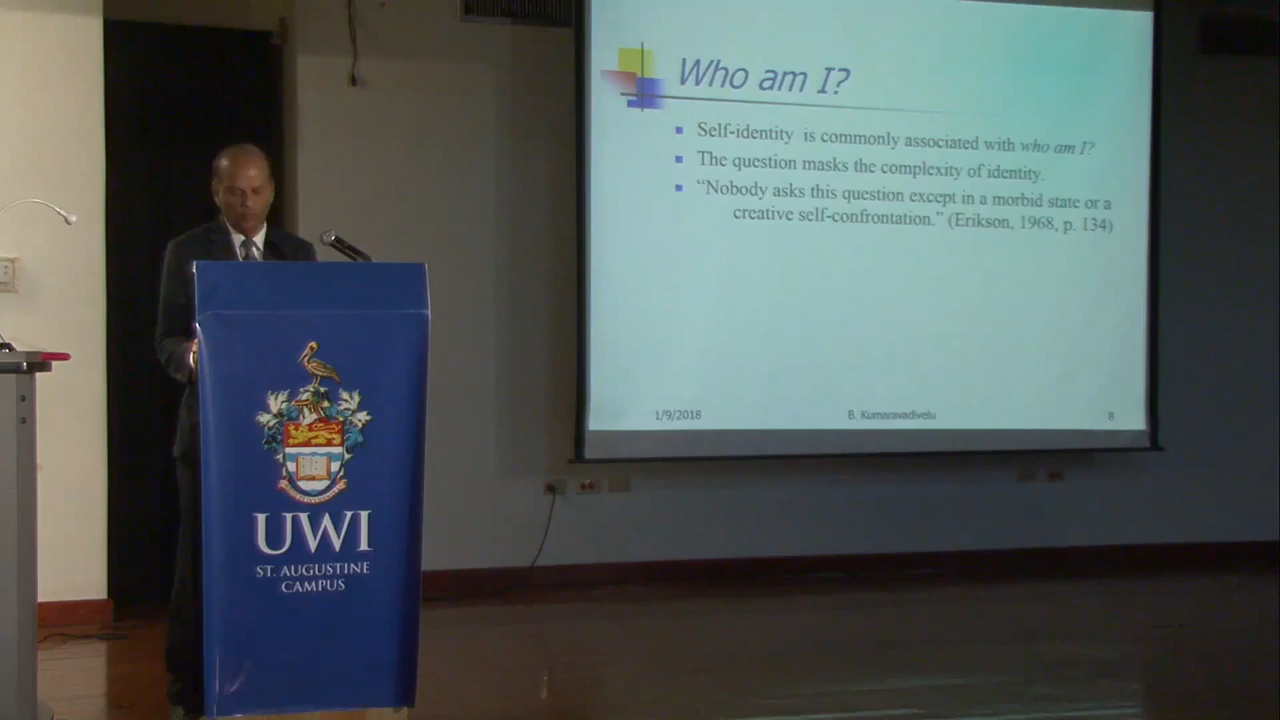 Who am I?
Self-identity is commonly associated with who am I?
The question masks the complexity of identity.
“Nobody asks this question except in a morbid state or a
creative self-confrontation.” (Erikson, 1968, p. 134)
1/9/2018
B. Kumaravadivelu
8
UWI
ST. AUGUSTINE
CAMPUS